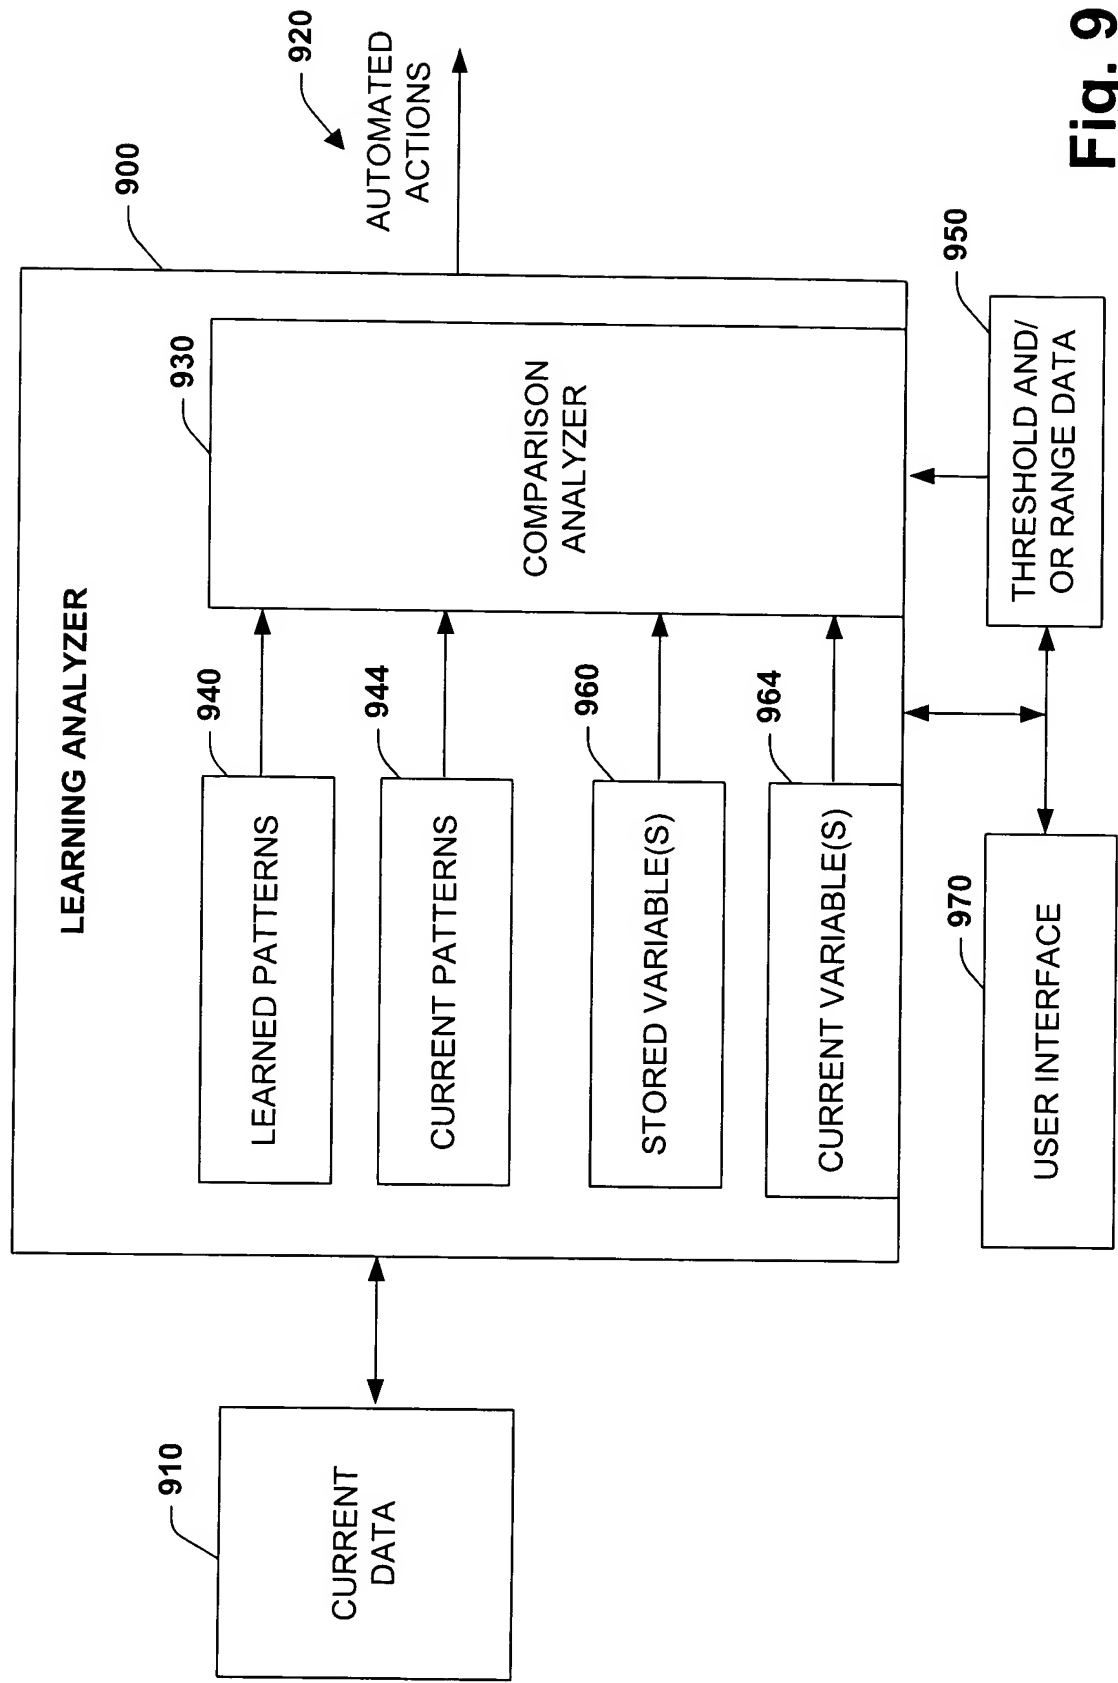 LEARNING ANALYZER
900
920
AUTOMATED
ACTIONS
910
CURRENT
DATA
940
LEARNED PATTERNS
944
CURRENT PATTERNS
960
STORED VARIABLE(S)
964
CURRENT VARIABLE(S)
930
COMPARISON
ANALYZER
970
USER INTERFACE
950
THRESHOLD AND/
OR RANGE DATA
Fig. 9